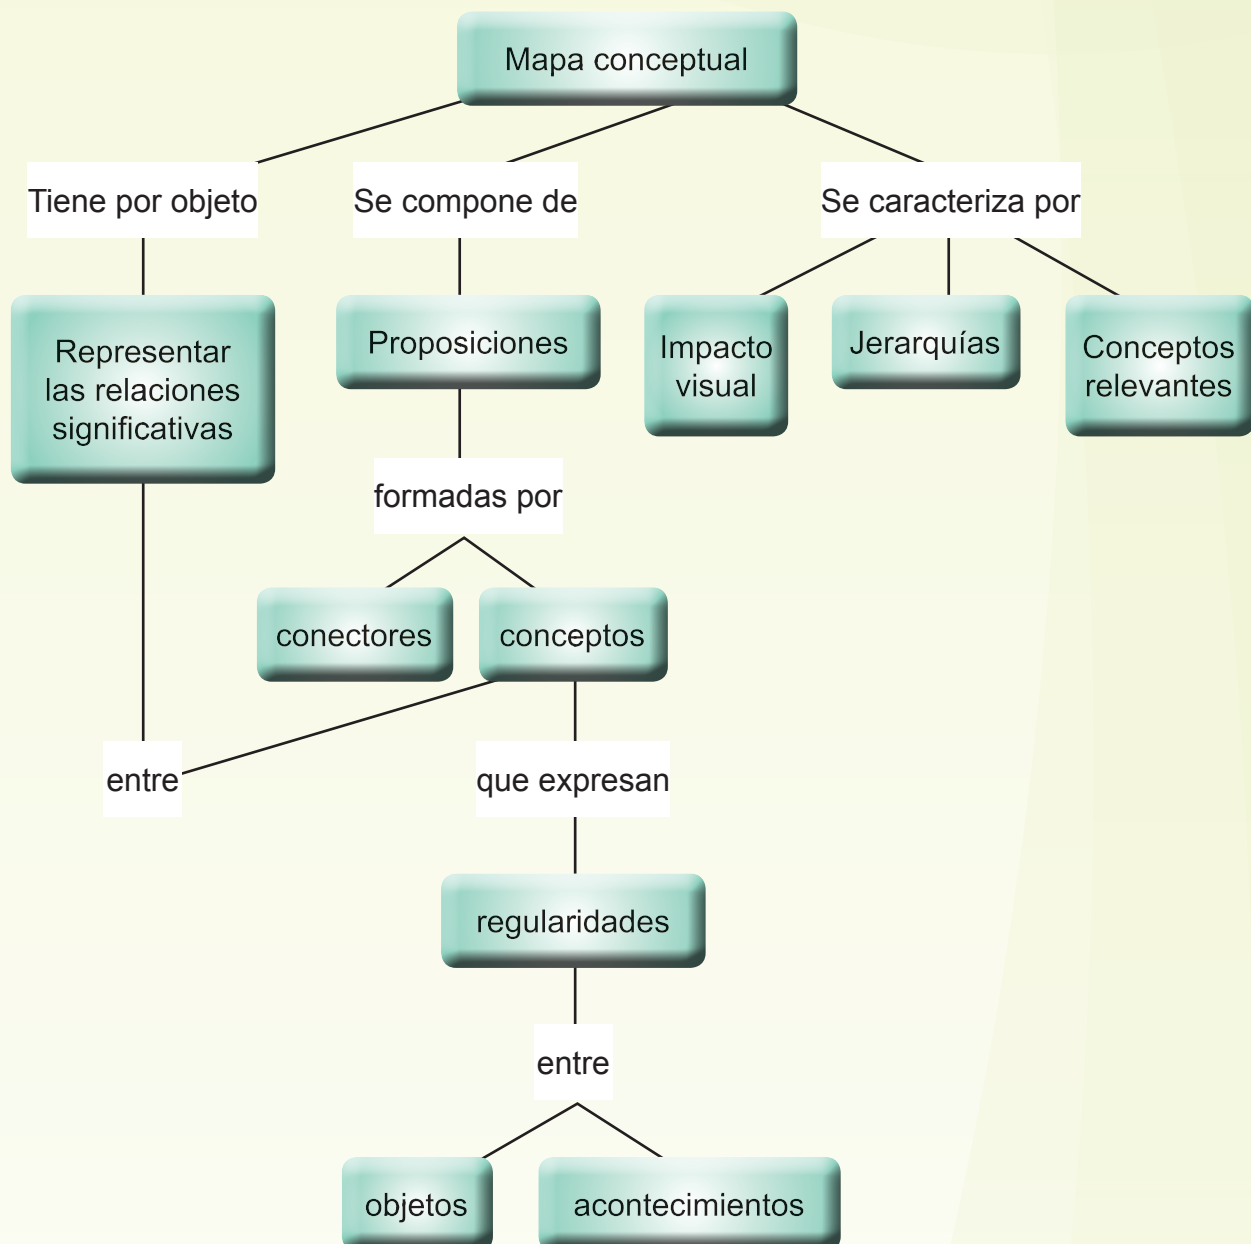 Mapa conceptual
Tiene por objeto
Se compone de
Se caracteriza por
Representar
las relaciones
significativas
Proposiciones
Impacto
visual
Jerarquías
Conceptos
relevantes
formadas por
conectores
conceptos
entre
que expresan
regularidades
entre
objetos
acontecimientos